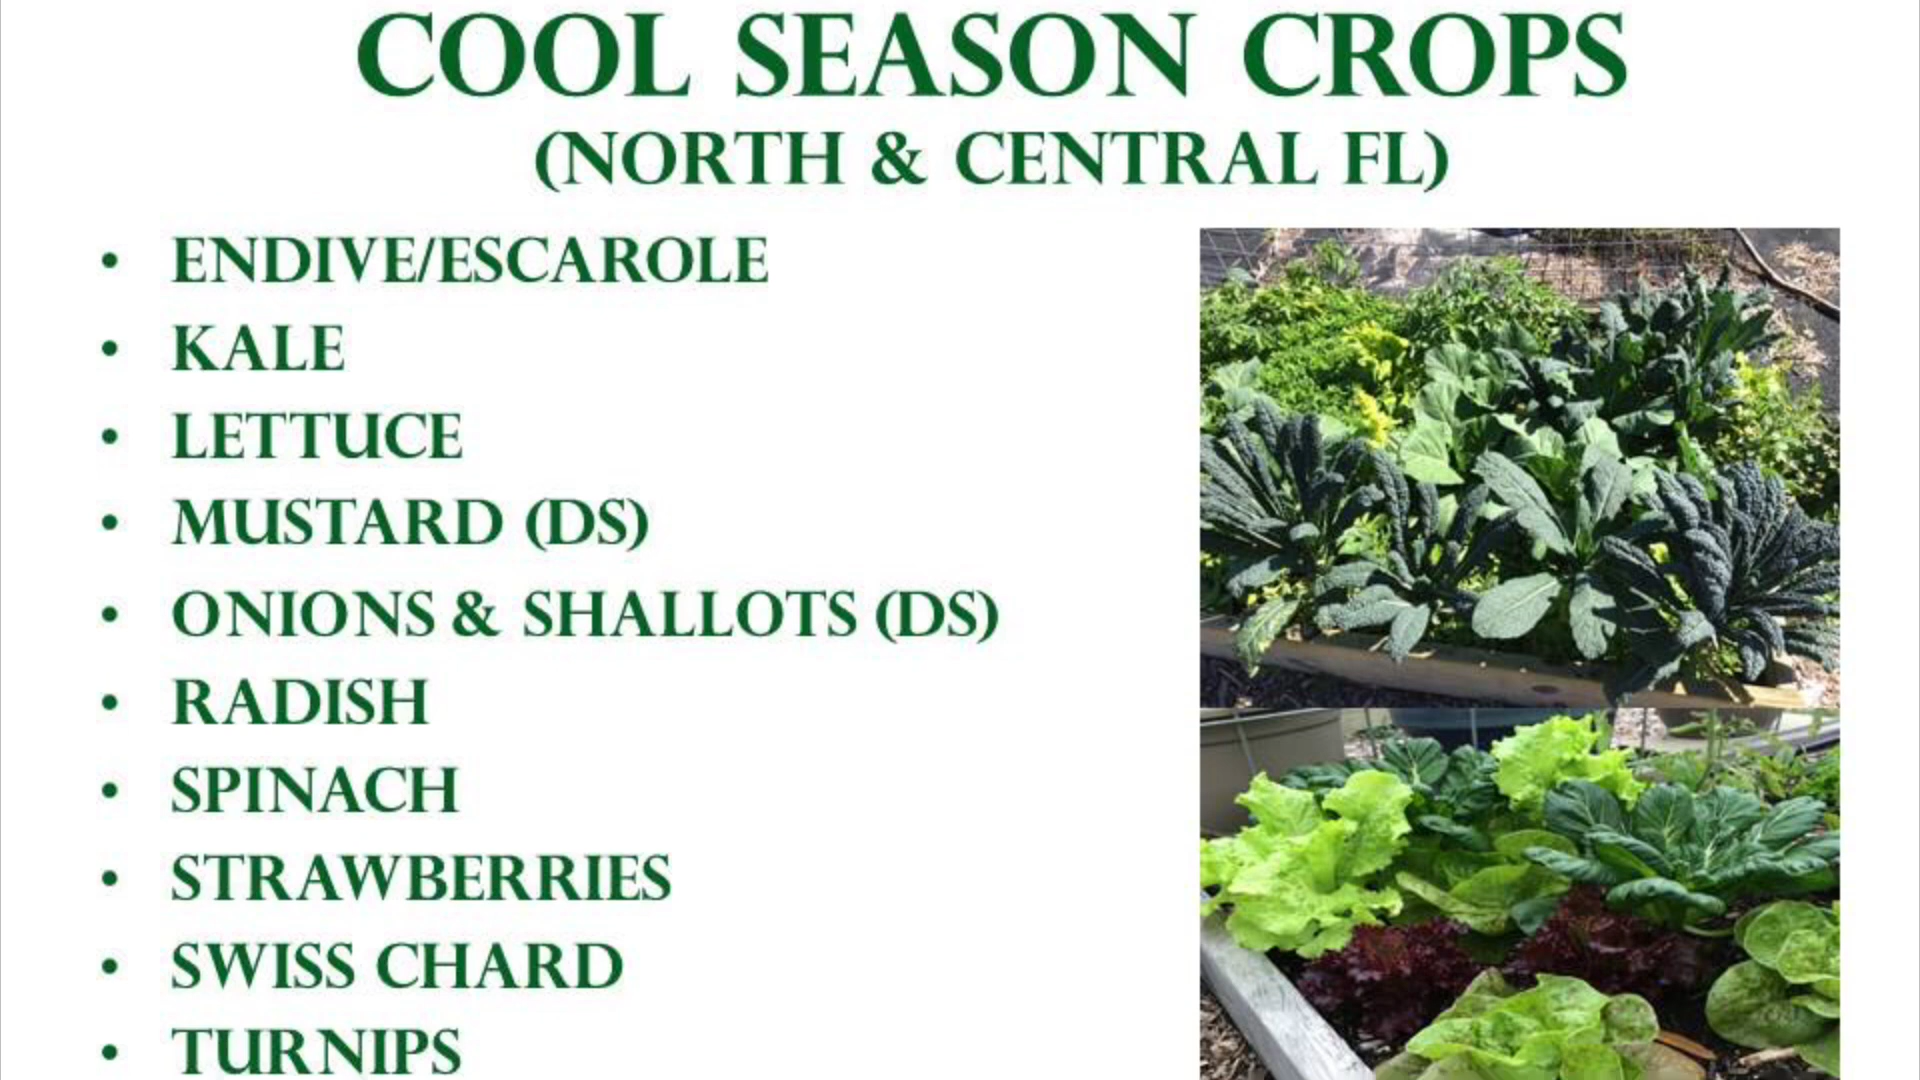 COOL SEASON CROPS
(NORTH & CENTRAL FL)
• ENDIVE/ESCAROLE
• KALE
• LETTUCE
• MUSTARD (DS)
• ONIONS & SHALLOTS (DS)
• RADISH
• SPINACH
• STRAWBERRIES
• SWISS CHARD
• TURNIPS